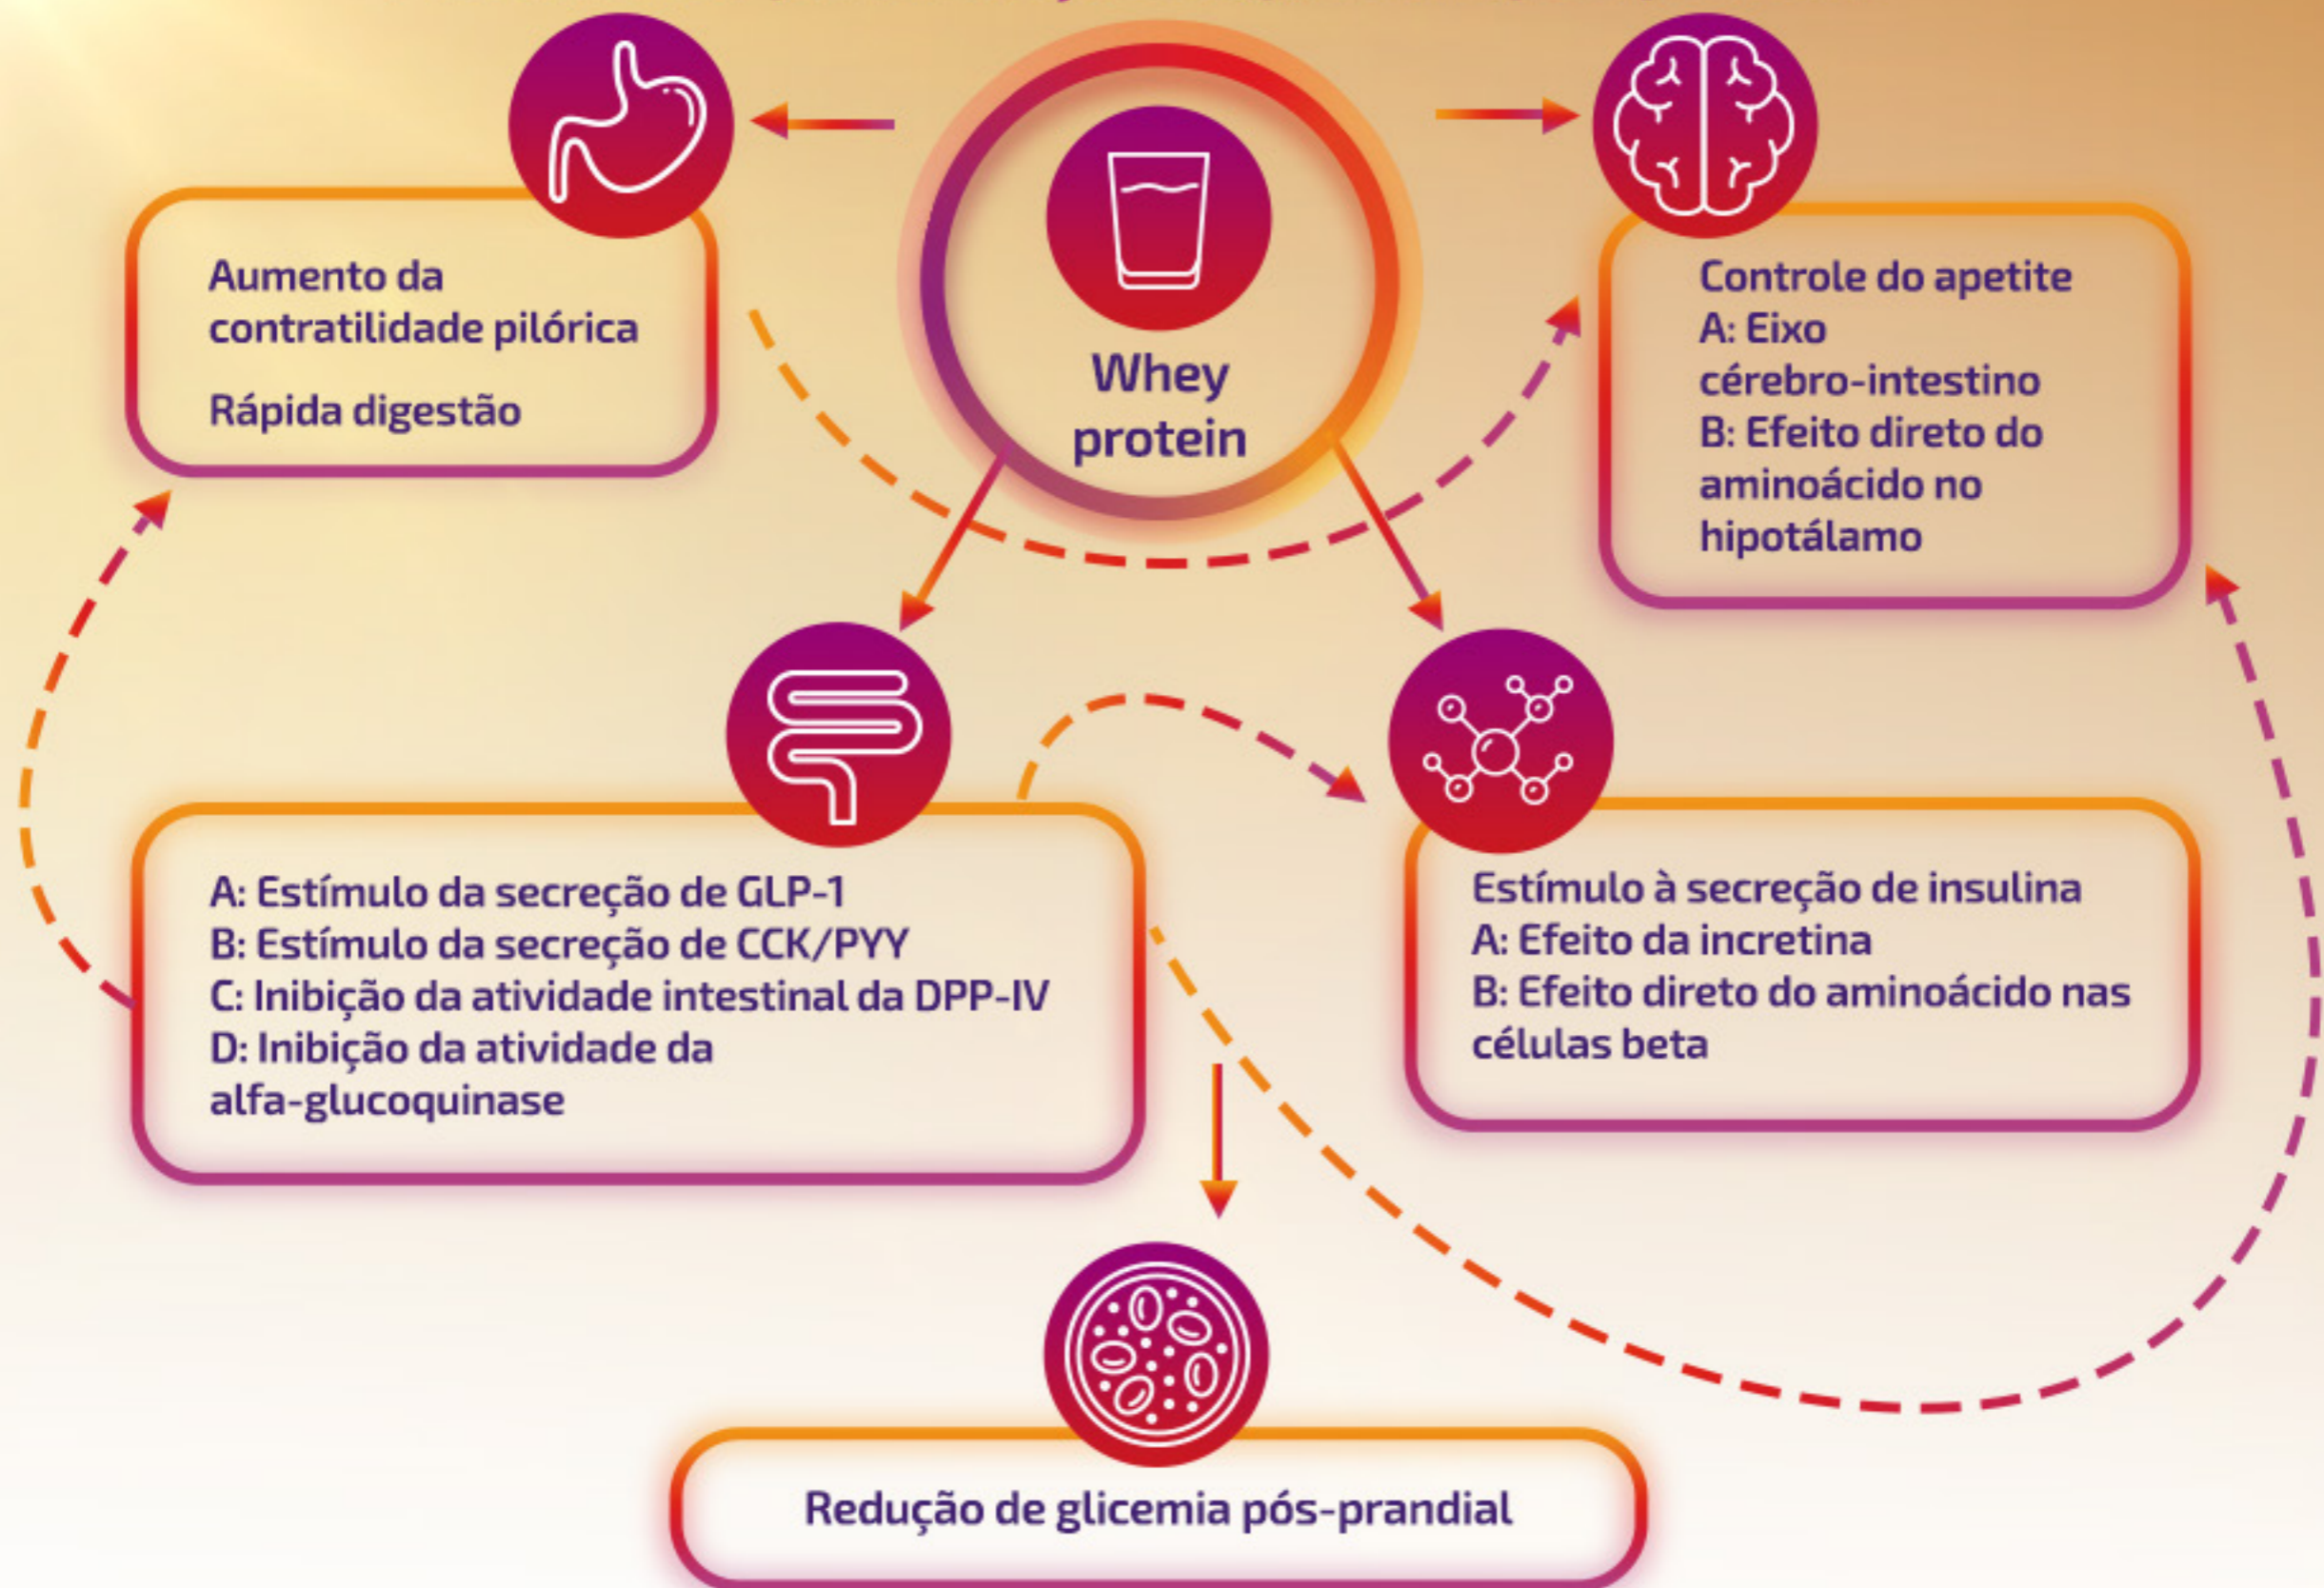 Whey
protein
Aumento da
contratilidade pilórica
Rápida digestão
Controle do apetite
A: Eixo
cérebro-intestino
B: Efeito direto do
aminoácido no
hipotálamo
A: Estímulo da secreção de GLP-1
B: Estímulo da secreção de CCK/PYY
C: Inibição da atividade intestinal da DPP-IV
D: Inibição da atividade da
alfa-glucoquinase
Estímulo à secreção de insulina
A: Efeito da incretina
B: Efeito direto do aminoácido nas
células beta
Redução de glicemia pós-prandial